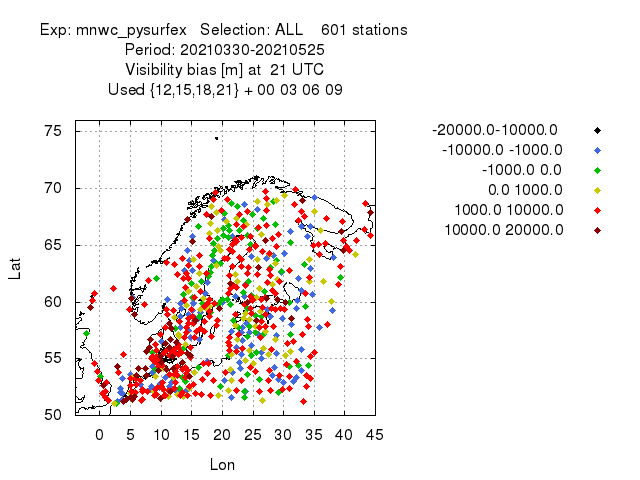 Exp: mnwc_pysurfex   Selection: ALL    601 stations
Period: 20210330-20210525
Visibility bias [m] at  21 UTC
Used {12,15,18,21} + 00 03 06 09
-20000.0-10000.0
-10000.0 -1000.0
-1000.0 0.0
0.0 1000.0
1000.0 10000.0
10000.0 20000.0
75
70
65
60
55
50
Lat
0 5 10 15 20 25 30 35 40 45
Lon